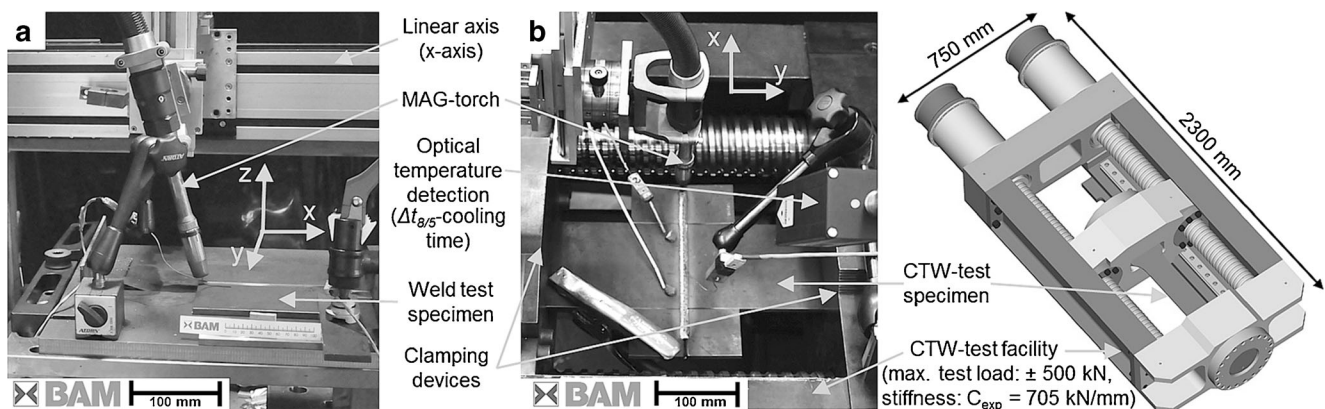 a
Linear axis
(x-axis)
MAG-torch
Optical
temperature
detection
(Δt8/5-cooling
time)
Weld test
specimen
Clamping
devices
z
x
y
BAM
BAM
100 mm
b
x
y
BAM
100 mm
CTW-test
specimen
CTW-test facility
(max. test load: ± 500 kN,
stiffness: Cexp = 705 kN/mm)
750 mm
2300 mm